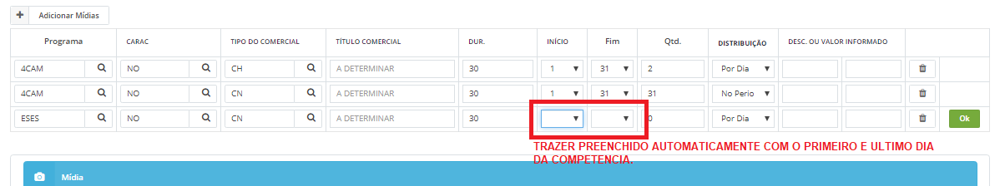 + Adicionar Mídias
Programa CARAC TIPO DO COMERCIAL TÍTULO COMERCIAL DUR. INÍCIO Fim Qtd. DISTRIBUIÇÃO DESC. OU VALOR INFORMADO
4CAM NO CH A DETERMINAR 30 1 31 2 Por Dia
4CAM NO CN A DETERMINAR 30 1 31 31 No Perio
ESES NO CN A DETERMINAR 30 0 Por Dia Ok
TRAZER PREENCHIDO AUTOMATICAMENTE COM O PRIMEIRO E ULTIMO DIA
DA COMPETENCIA.
Mídia